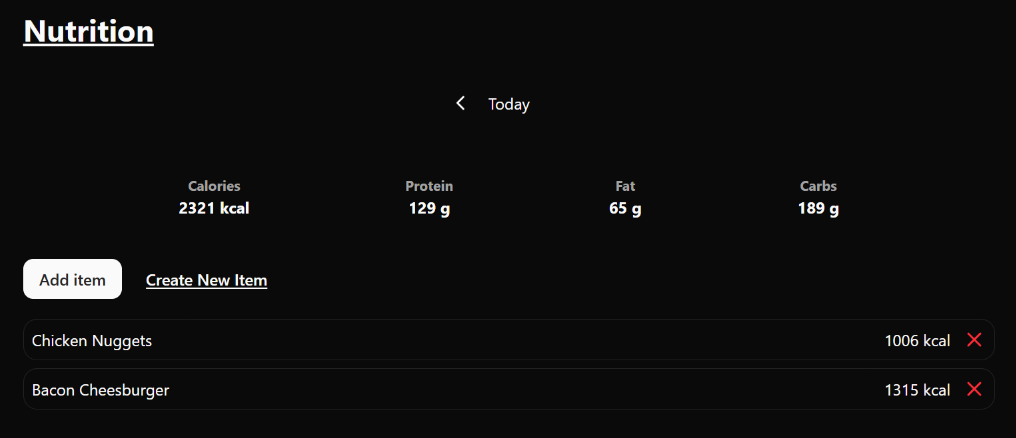 Nutrition
Today
Calories Protein Fat Carbs
2321 kcal 129 g 65 g 189 g
Add item Create New Item
Chicken Nuggets 1006 kcal
Bacon Cheesburger 1315 kcal